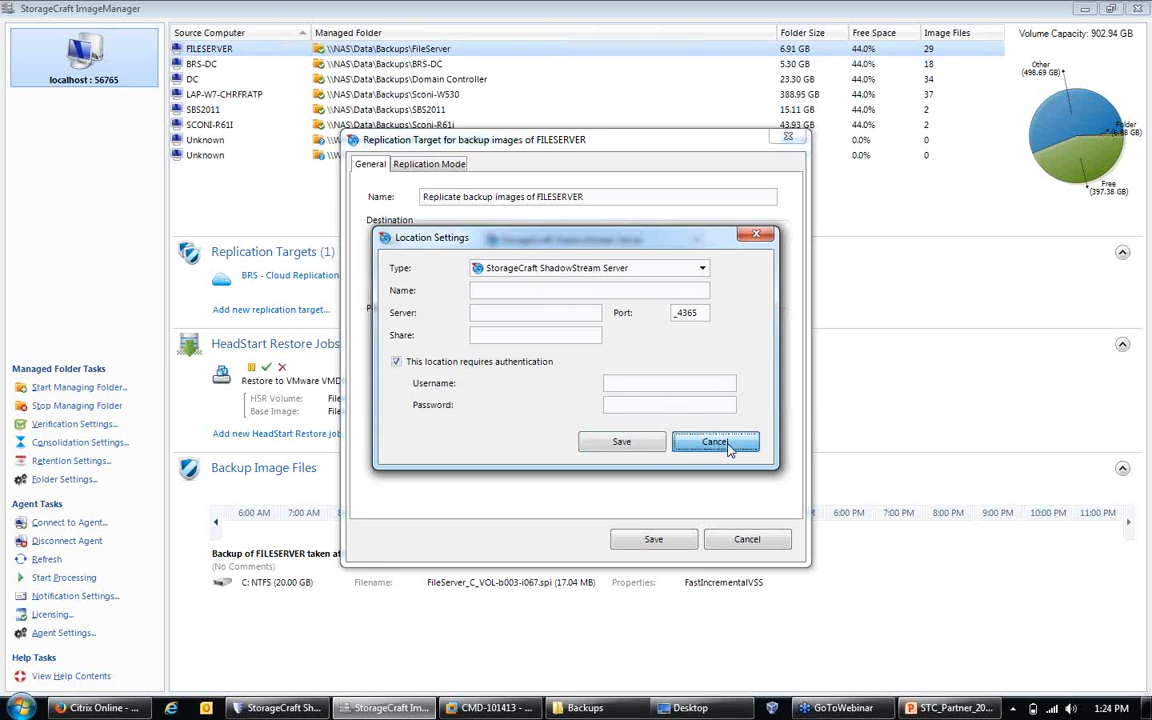 StorageCraft ImageManager
localhost : 56765
Source Computer Managed Folder Folder Size Free Space Image Files
FILESERVER \\NAS\Data\Backups\FileServer 6.91 GB 44.0% 29
BRS-DC \\NAS\Data\Backups\BRS-DC 5.30 GB 44.0% 18
DC \\NAS\Data\Backups\Domain Controller 23.30 GB 44.0% 34
LAP-W7-CHRFRATP \\NAS\Data\Backups\Sconi-W530 388.95 GB 44.0% 37
SBS2011 \\NAS\Data\Backups\SBS2011 15.11 GB 44.0% 2
SCONI-R61I \\NAS\Data\Backups\Sconi-R61i 43.93 GB 44.0% 2
Unknown 0.0% 0
Unknown 0.0% 0
Volume Capacity: 902.94 GB
Other
(498.69 GB)
Folder
(6.88 GB)
Free
(397.38 GB)
Replication Target for backup images of FILESERVER
General Replication Mode
Name: Replicate backup images of FILESERVER
Destination
Location Settings
Type: StorageCraft ShadowStream Server
Name:
Server: Port: _4365
Share:
This location requires authentication
Username:
Password:
Save Cancel
Save Cancel
Replication Targets (1)
BRS - Cloud Replication
Add new replication target...
HeadStart Restore Jobs
Restore to VMware VMD
HSR Volume: File
Base Image: File
Add new HeadStart Restore job
Backup Image Files
6:00 AM 7:00 AM 6:00 PM 7:00 PM 8:00 PM 9:00 PM 10:00 PM 11:00 PM
Backup of FILESERVER taken at
(No Comments)
C: NTFS (20.00 GB) Filename: FileServer_C_VOL-b003-i067.spi (17.04 MB) Properties: FastIncrementalVSS
Managed Folder Tasks
Start Managing Folder...
Stop Managing Folder
Verification Settings...
Consolidation Settings...
Retention Settings...
Folder Settings...
Agent Tasks
Connect to Agent...
Disconnect Agent
Refresh
Start Processing
Notification Settings...
Licensing...
Agent Settings...
Help Tasks
View Help Contents
Citrix Online - ... StorageCraft Sh... StorageCraft Im... CMD-101413 - ... Backups Desktop GoToWebinar STC_Partner_20... 1:24 PM